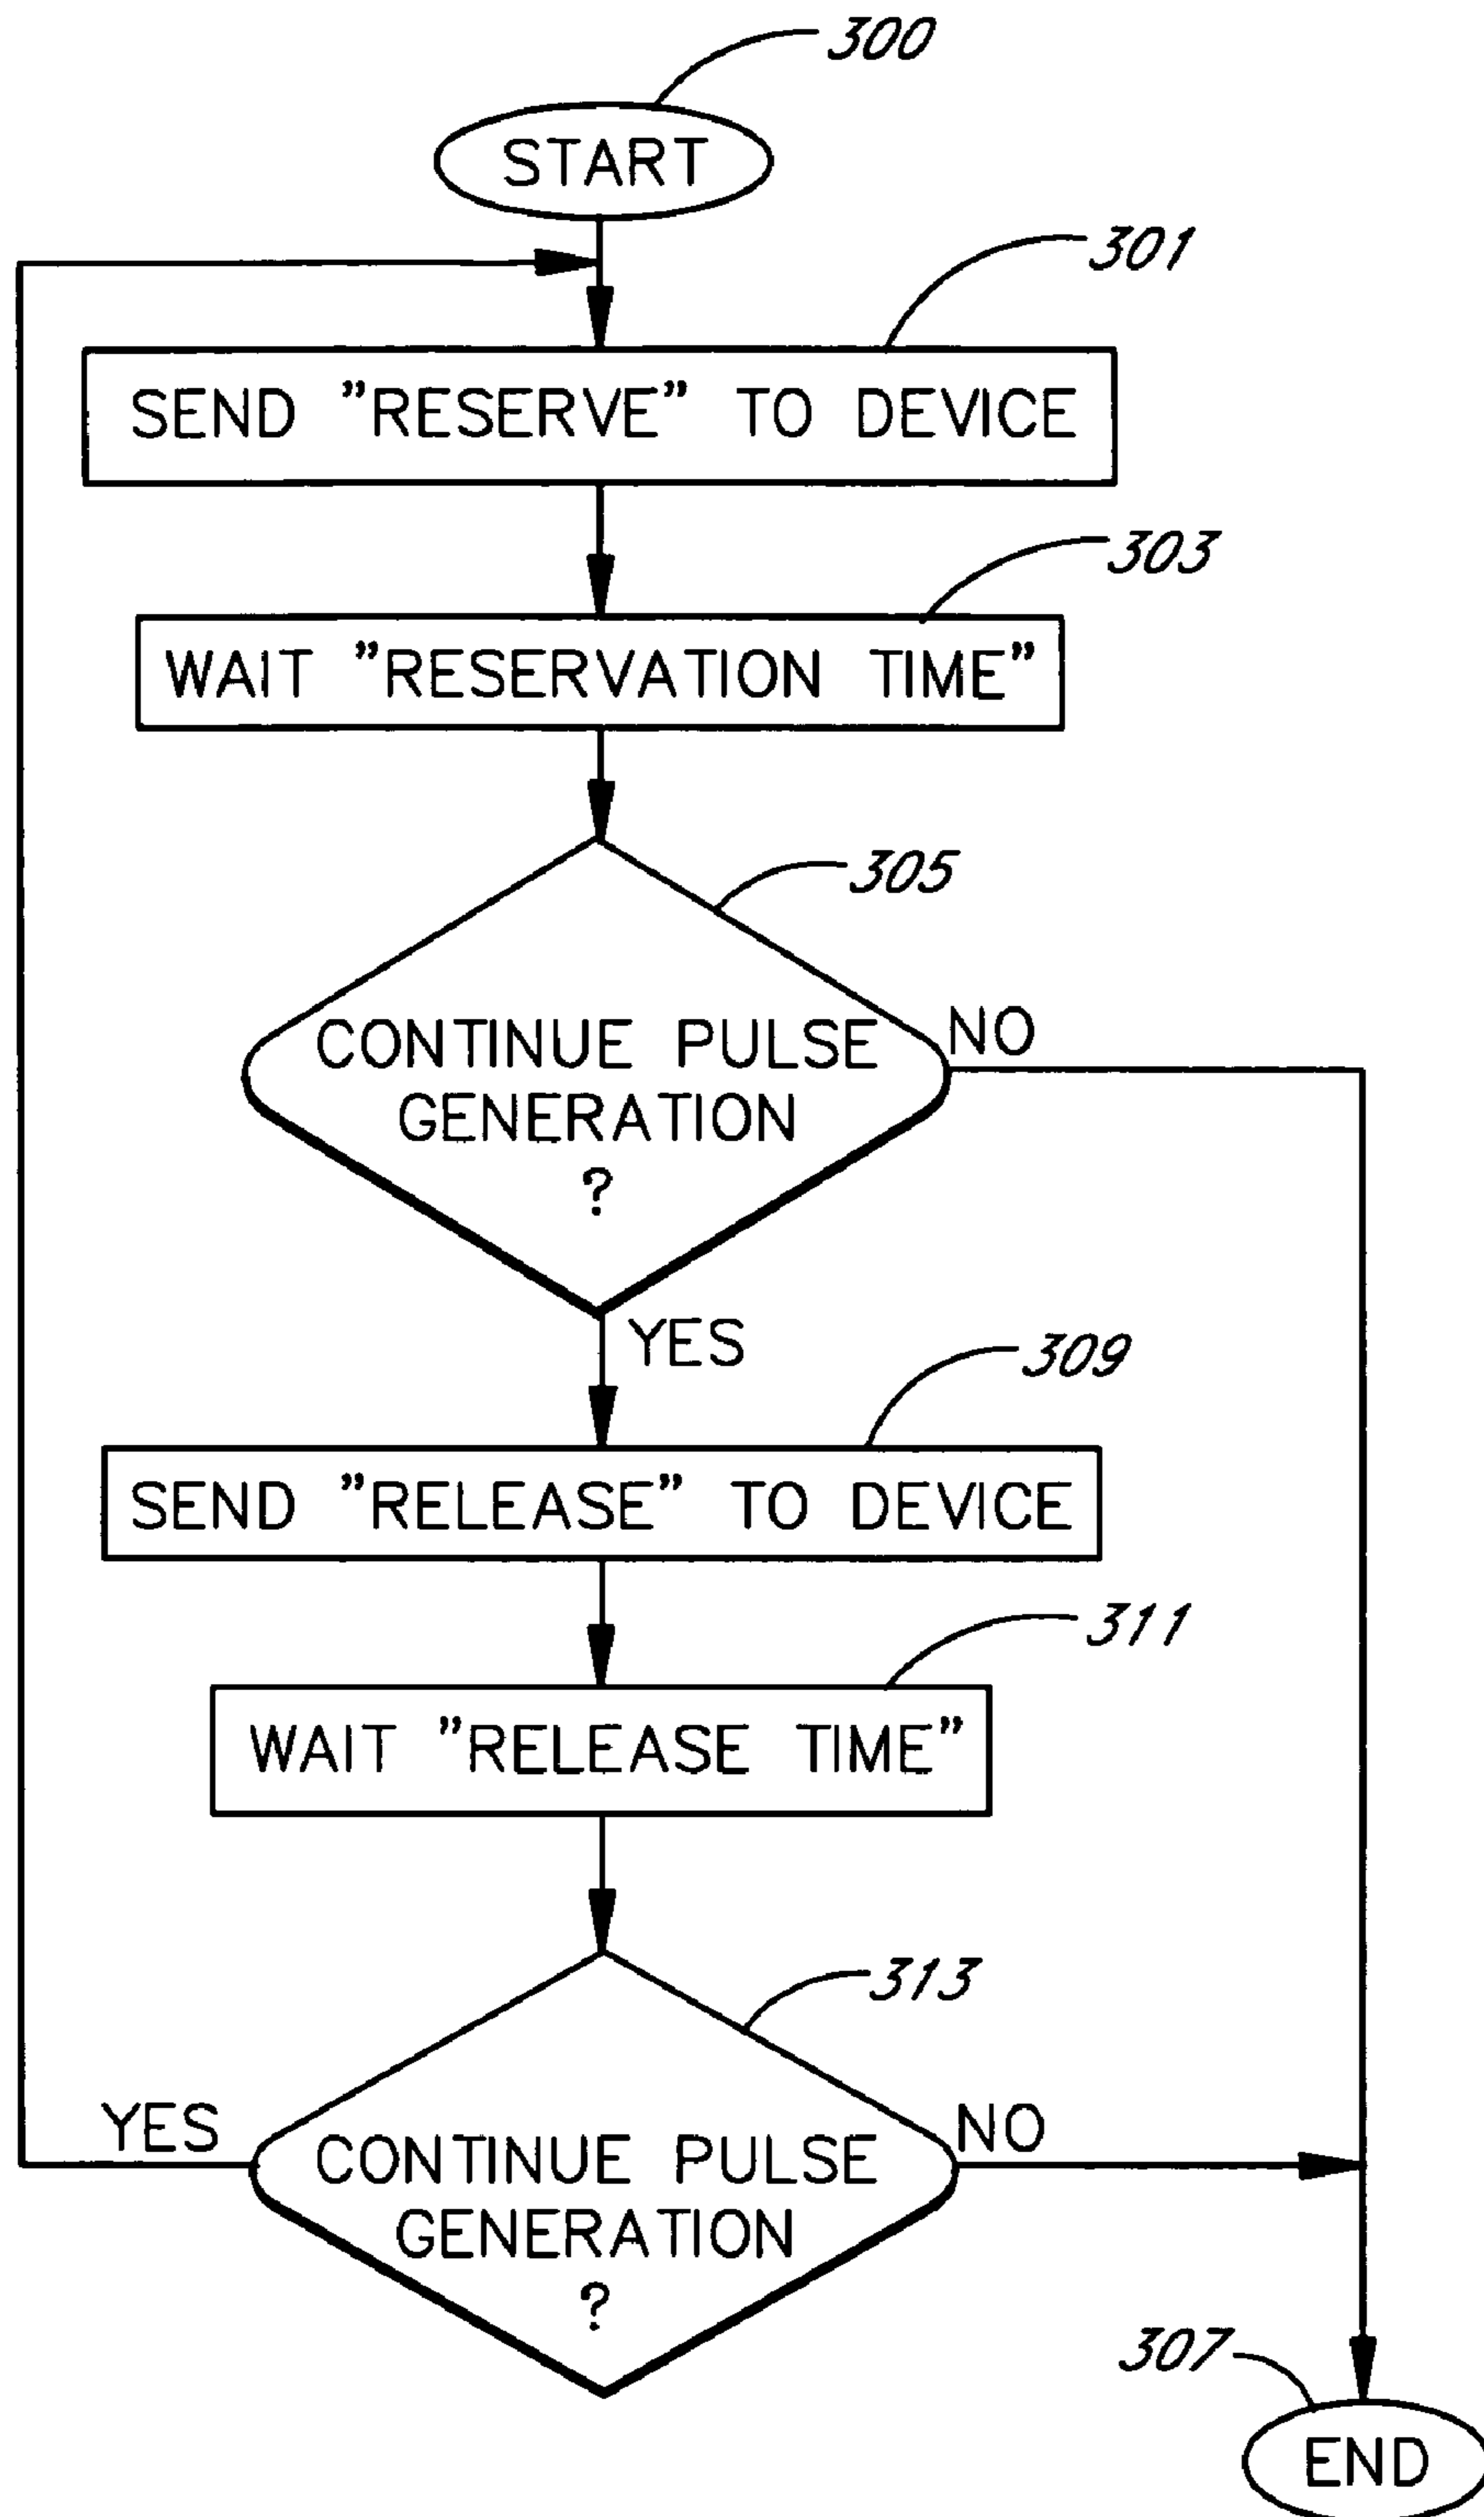 300
START
301
SEND "RESERVE" TO DEVICE
303
WAIT "RESERVATION TIME"
305
CONTINUE PULSE
GENERATION
?
NO
YES
309
SEND "RELEASE" TO DEVICE
311
WAIT "RELEASE TIME"
313
YES
CONTINUE PULSE
GENERATION
?
NO
307
END